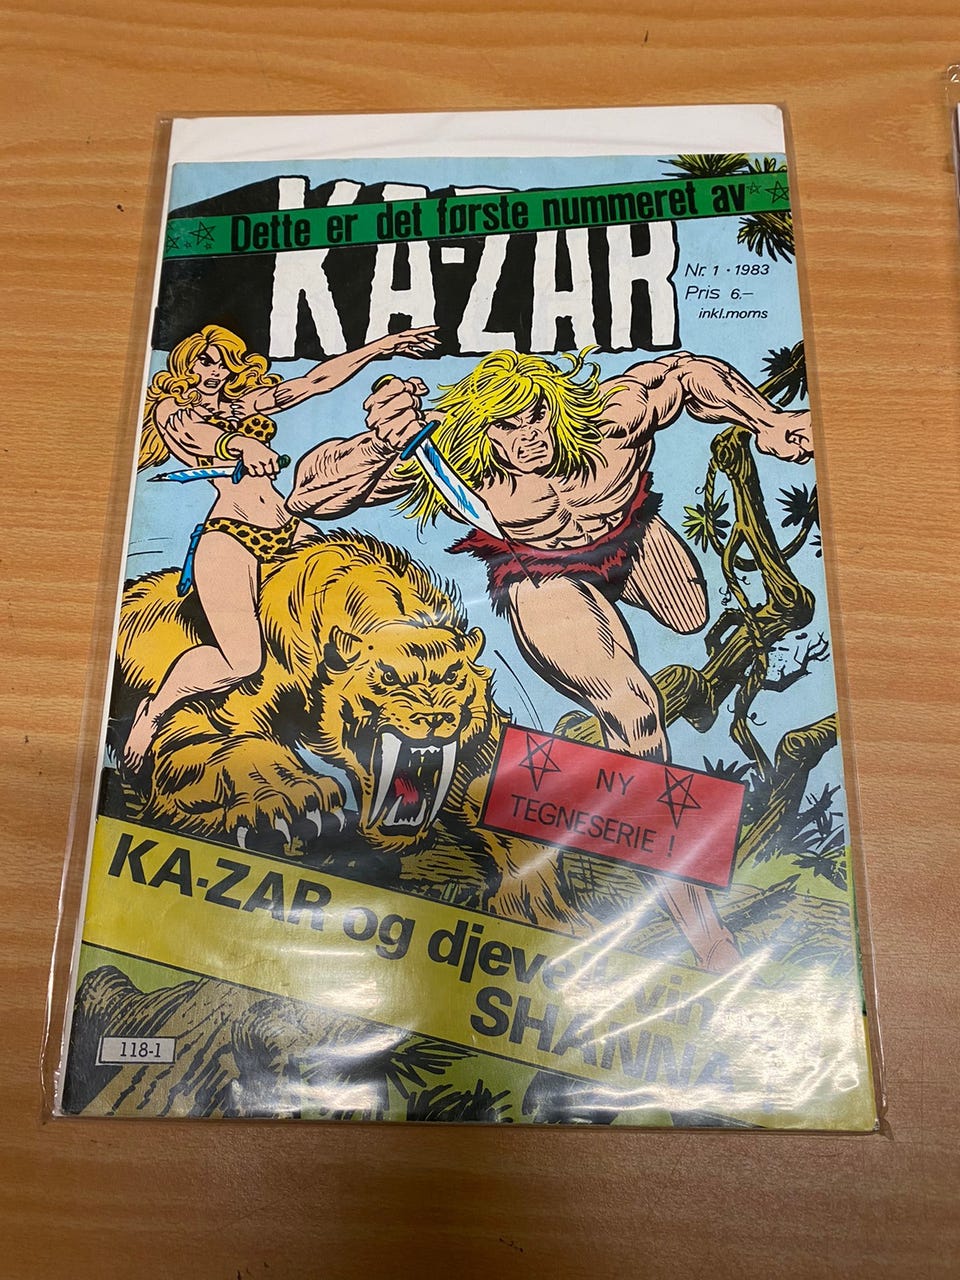 Dette er det første nummeret av
KA-ZAR
Nr. 1 • 1983
Pris 6.–
inkl.moms
NY
TEGNESERIE !
KA-ZAR og
SHANNA
118-1